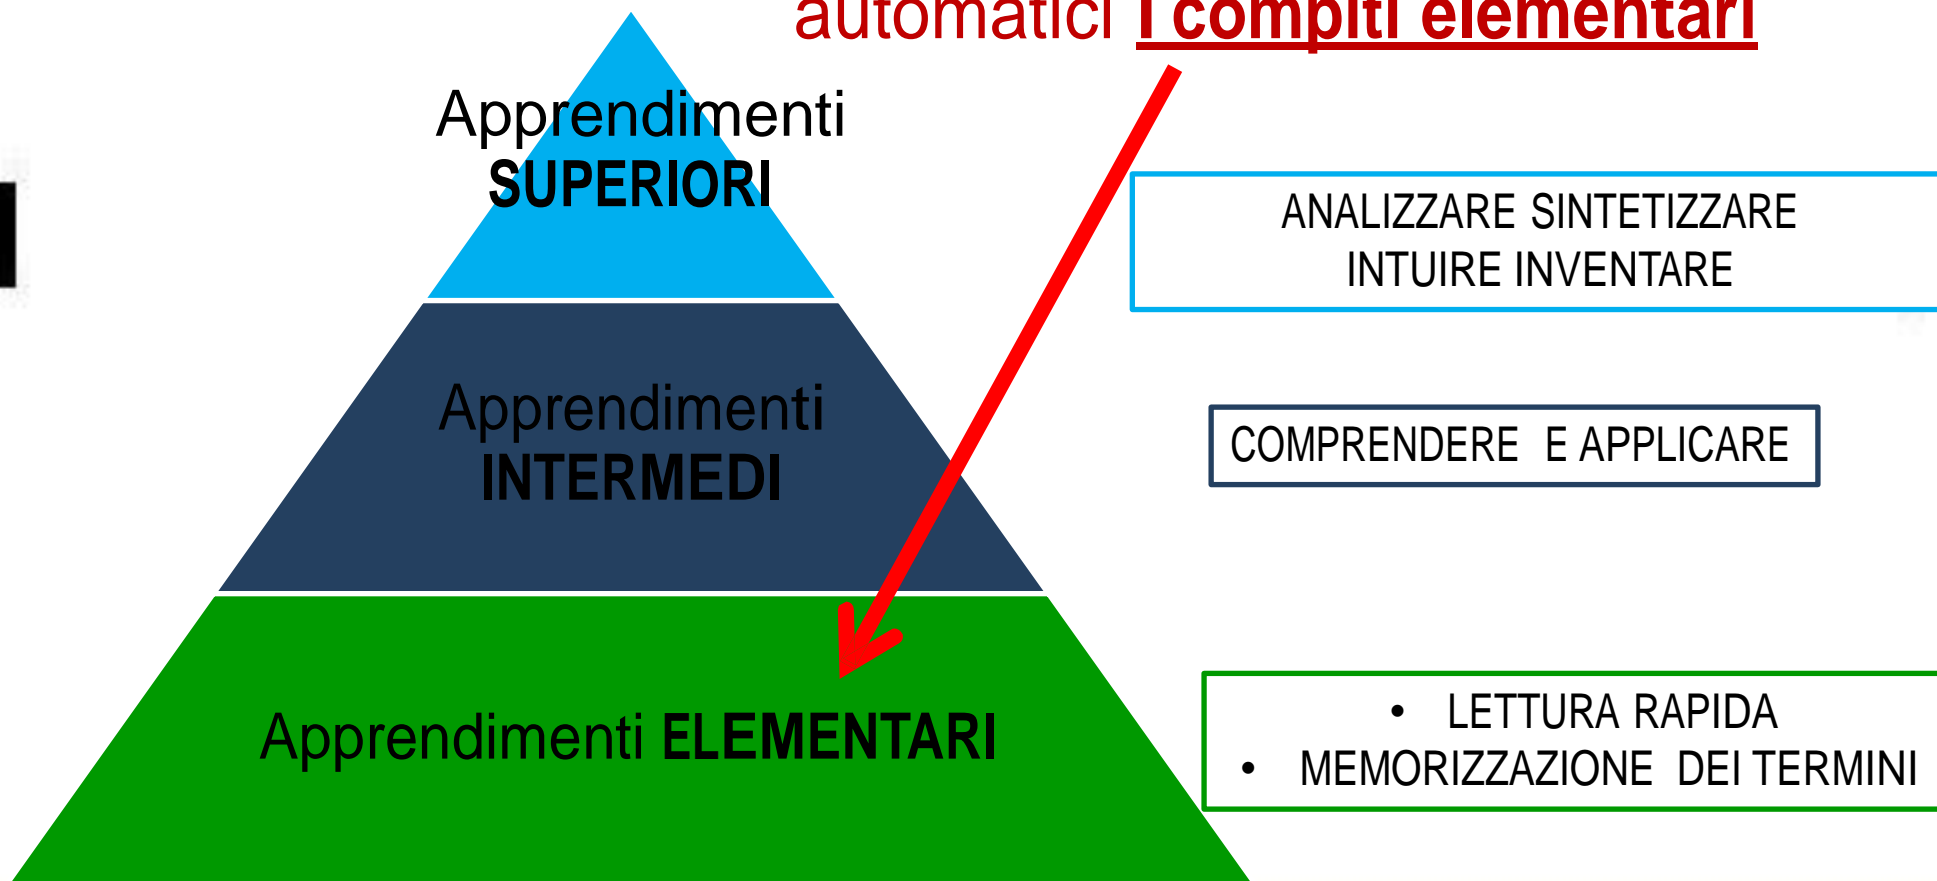 automatici I compiti elementari
Apprendimenti
SUPERIORI
ANALIZZARE SINTETIZZARE
INTUIRE INVENTARE
Apprendimenti
INTERMEDI
COMPRENDERE E APPLICARE
Apprendimenti ELEMENTARI
• LETTURA RAPIDA
• MEMORIZZAZIONE DEI TERMINI